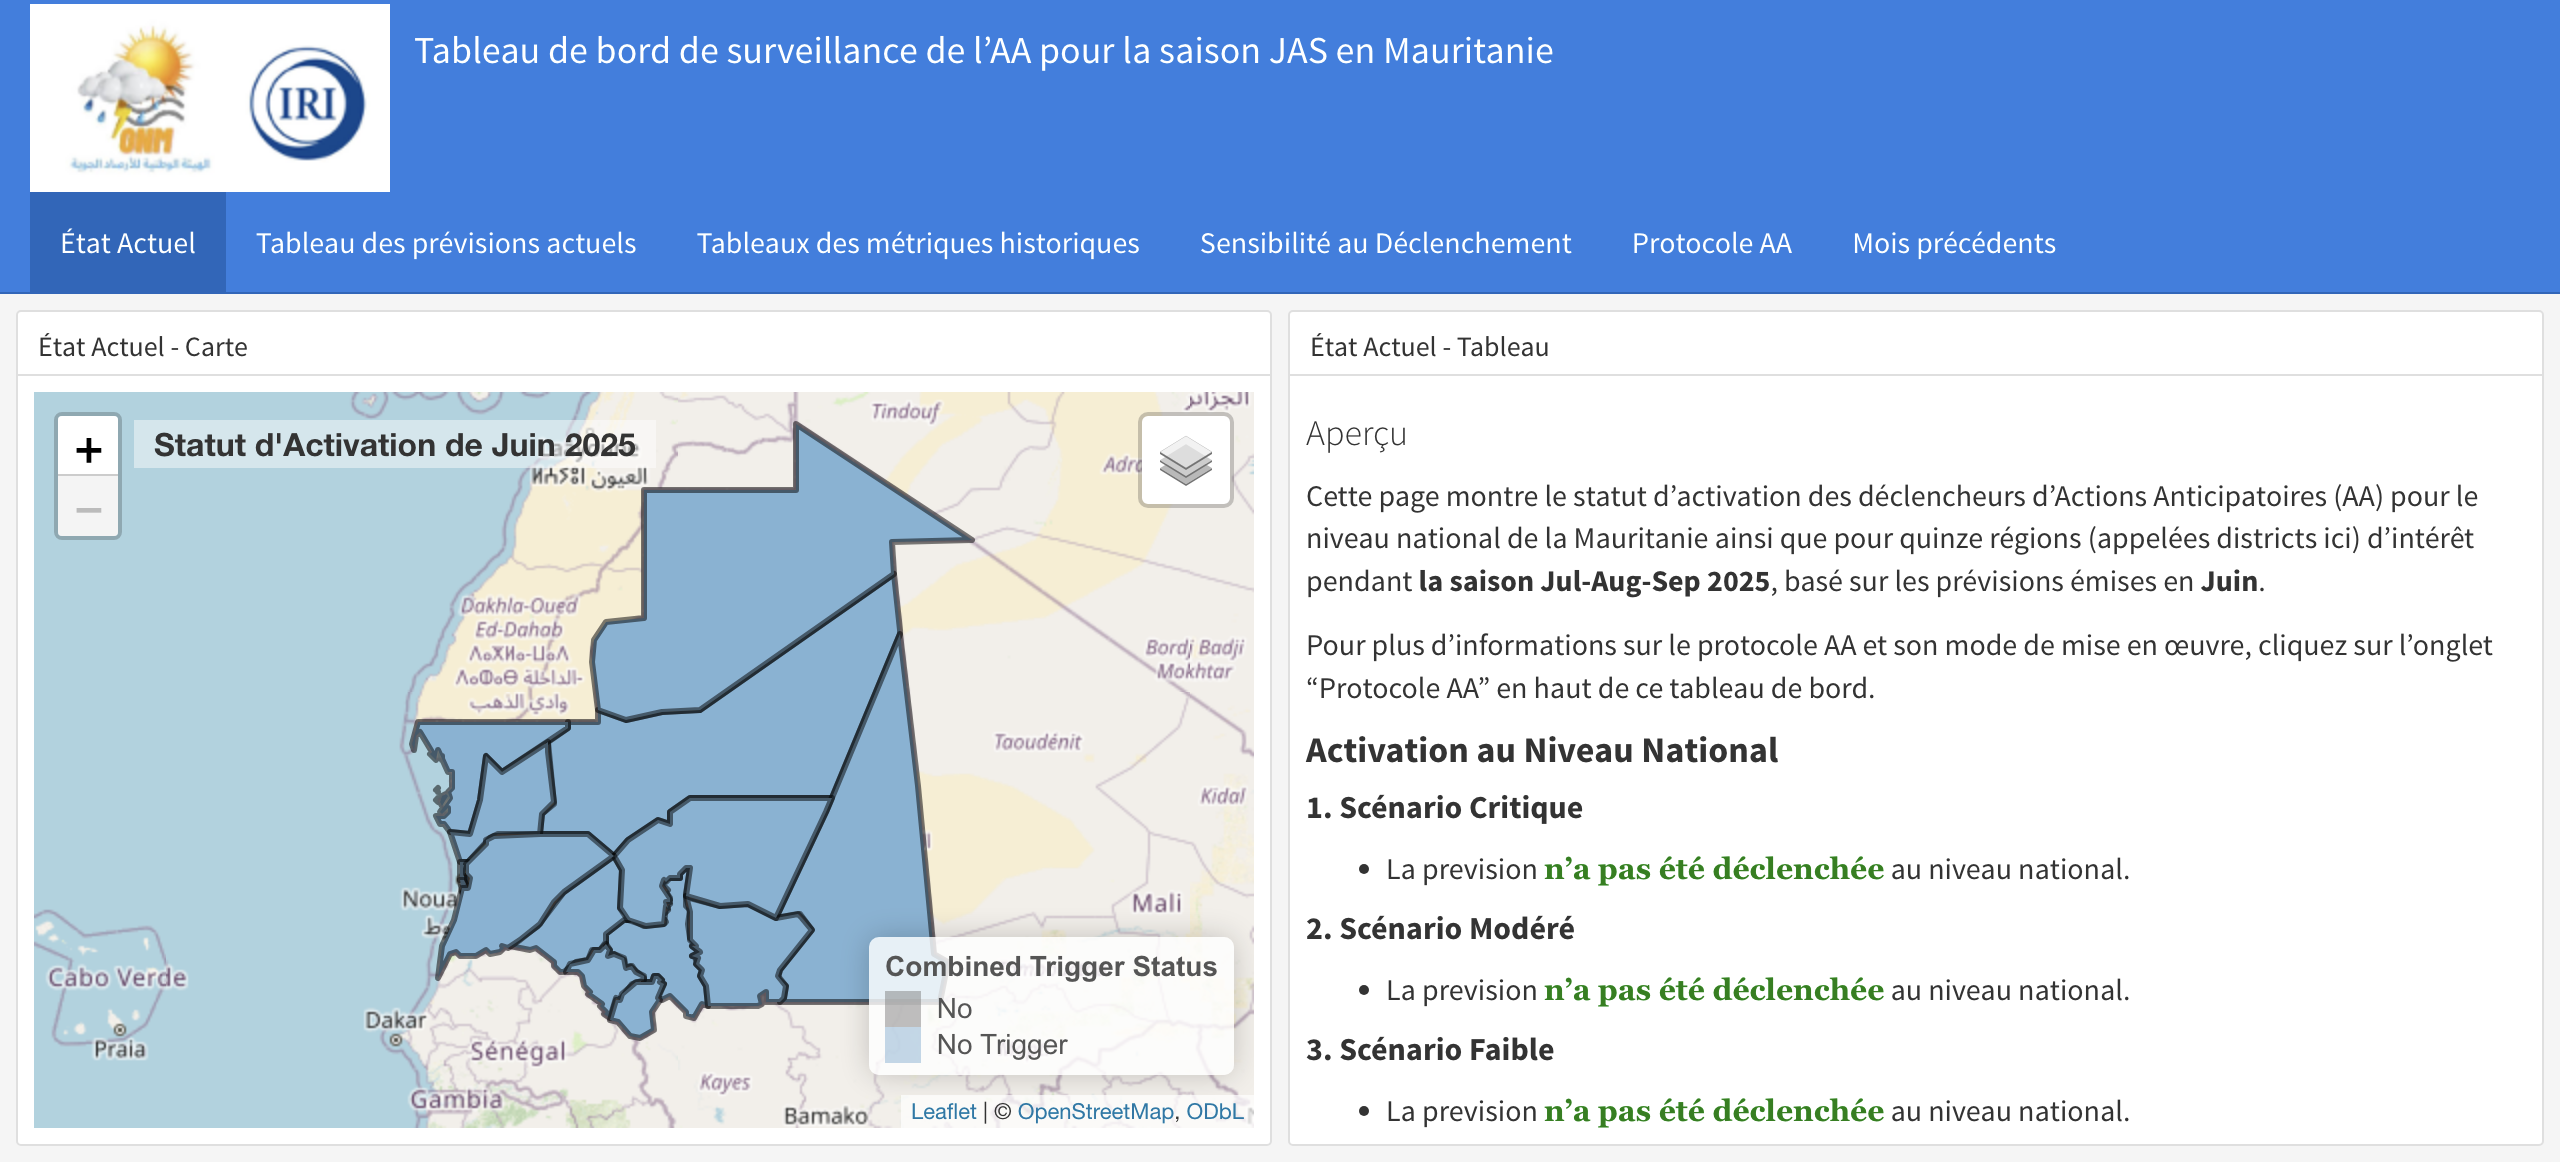 ONM
الهيئة الوطنية للأرصاد الجوية
IRI
Tableau de bord de surveillance de l’AA pour la saison JAS en Mauritanie
État Actuel
Tableau des prévisions actuels
Tableaux des métriques historiques
Sensibilité au Déclenchement
Protocole AA
Mois précédents
État Actuel - Carte
+
−
Statut d'Activation de Juin 2025
العيون
Tindouf
الجزائر
Dakhla-Oued
Ed-Dahab
ⴷⴰⵅⵍⴰ-ⵡⴰⴷ
ⴷⴰⵀⴰⴱ الداخلة-
وادي الذهب
Bordj Badji
Mokhtar
Taoudénit
Kidal
Mali
Noua
Cabo Verde
Praia
Dakar
Sénégal
Gambia
Kayes
Bamako
Combined Trigger Status
No
No Trigger
Leaflet | © OpenStreetMap, ODbL
État Actuel - Tableau
Aperçu
Cette page montre le statut d’activation des déclencheurs d’Actions Anticipatoires (AA) pour le
niveau national de la Mauritanie ainsi que pour quinze régions (appelées districts ici) d’intérêt
pendant la saison Jul-Aug-Sep 2025, basé sur les prévisions émises en Juin.
Pour plus d’informations sur le protocole AA et son mode de mise en œuvre, cliquez sur l’onglet
“Protocole AA” en haut de ce tableau de bord.
Activation au Niveau National
1. Scénario Critique
• La prevision n’a pas été déclenchée au niveau national.
2. Scénario Modéré
• La prevision n’a pas été déclenchée au niveau national.
3. Scénario Faible
• La prevision n’a pas été déclenchée au niveau national.